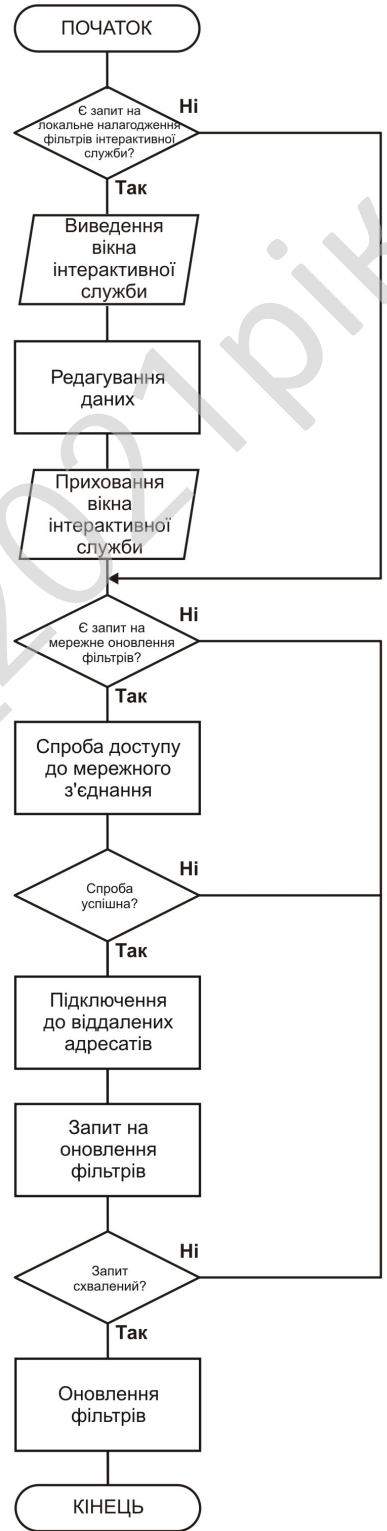 ПОЧАТОК
Є запит на
локальне налагодження
фільтрів інтерактивної
служби?
Ні
Так
Виведення
вікна
інтерактивної
служби
Редагування
даних
Приховання
вікна
інтерактивної
служби
Є запит на
мережне оновлення
фільтрів?
Ні
Так
Спроба доступу
до мережного
з'єднання
Спроба
успішна?
Ні
Так
Підключення
до віддалених
адресатів
Запит на
оновлення
фільтрів
Запит
схвалений?
Ні
Так
Оновлення
фільтрів
КІНЕЦЬ
2021рік